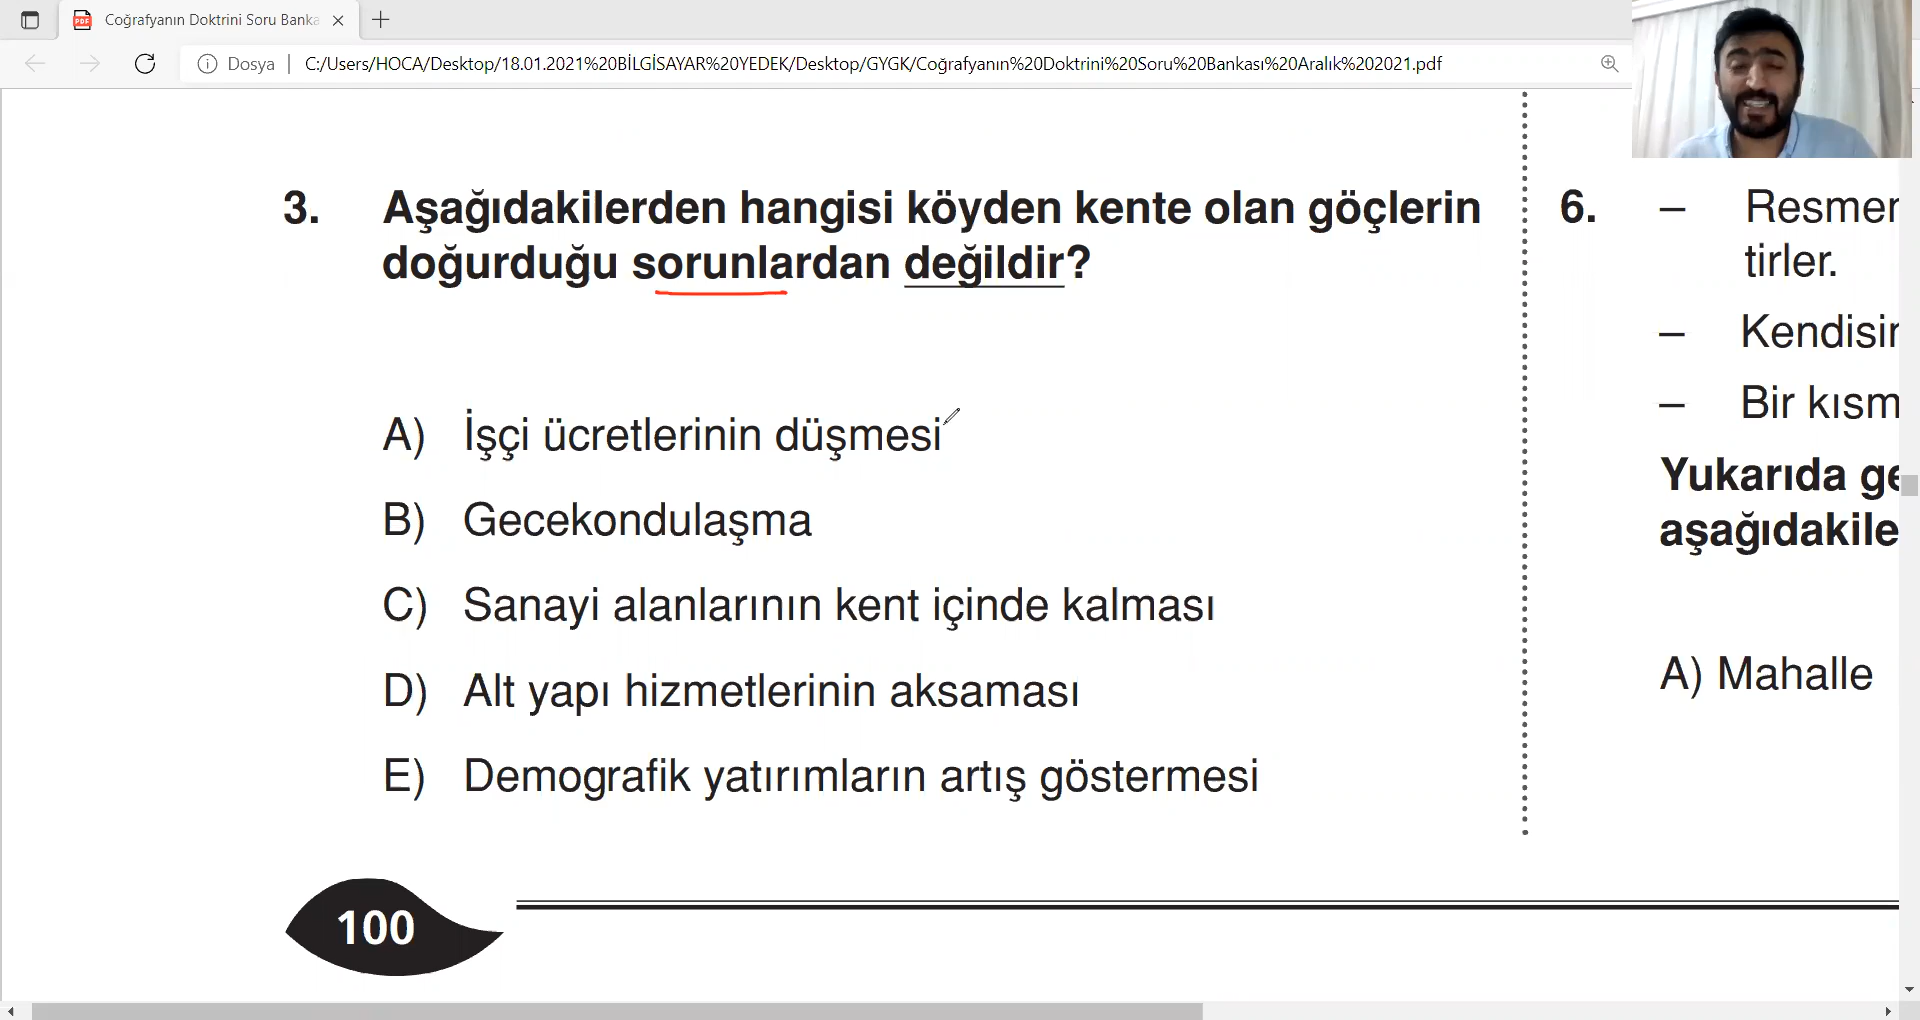 Coğrafyanın Doktrini Soru Banka
Dosya
C:/Users/HOCA/Desktop/18.01.2021%20BİLGİSAYAR%20YEDEK/Desktop/GYGK/Coğrafyanın%20Doktrini%20Soru%20Bankası%20Aralık%202021.pdf
3. Aşağıdakilerden hangisi köyden kente olan göçlerin
doğurduğu sorunlardan değildir?
A) İşçi ücretlerinin düşmesi
B) Gecekondulaşma
C) Sanayi alanlarının kent içinde kalması
D) Alt yapı hizmetlerinin aksaması
E) Demografik yatırımların artış göstermesi
100
6. – Resmer
tirler.
– Kendisir
– Bir kısm
Yukarıda ge
aşağıdakile
A) Mahalle